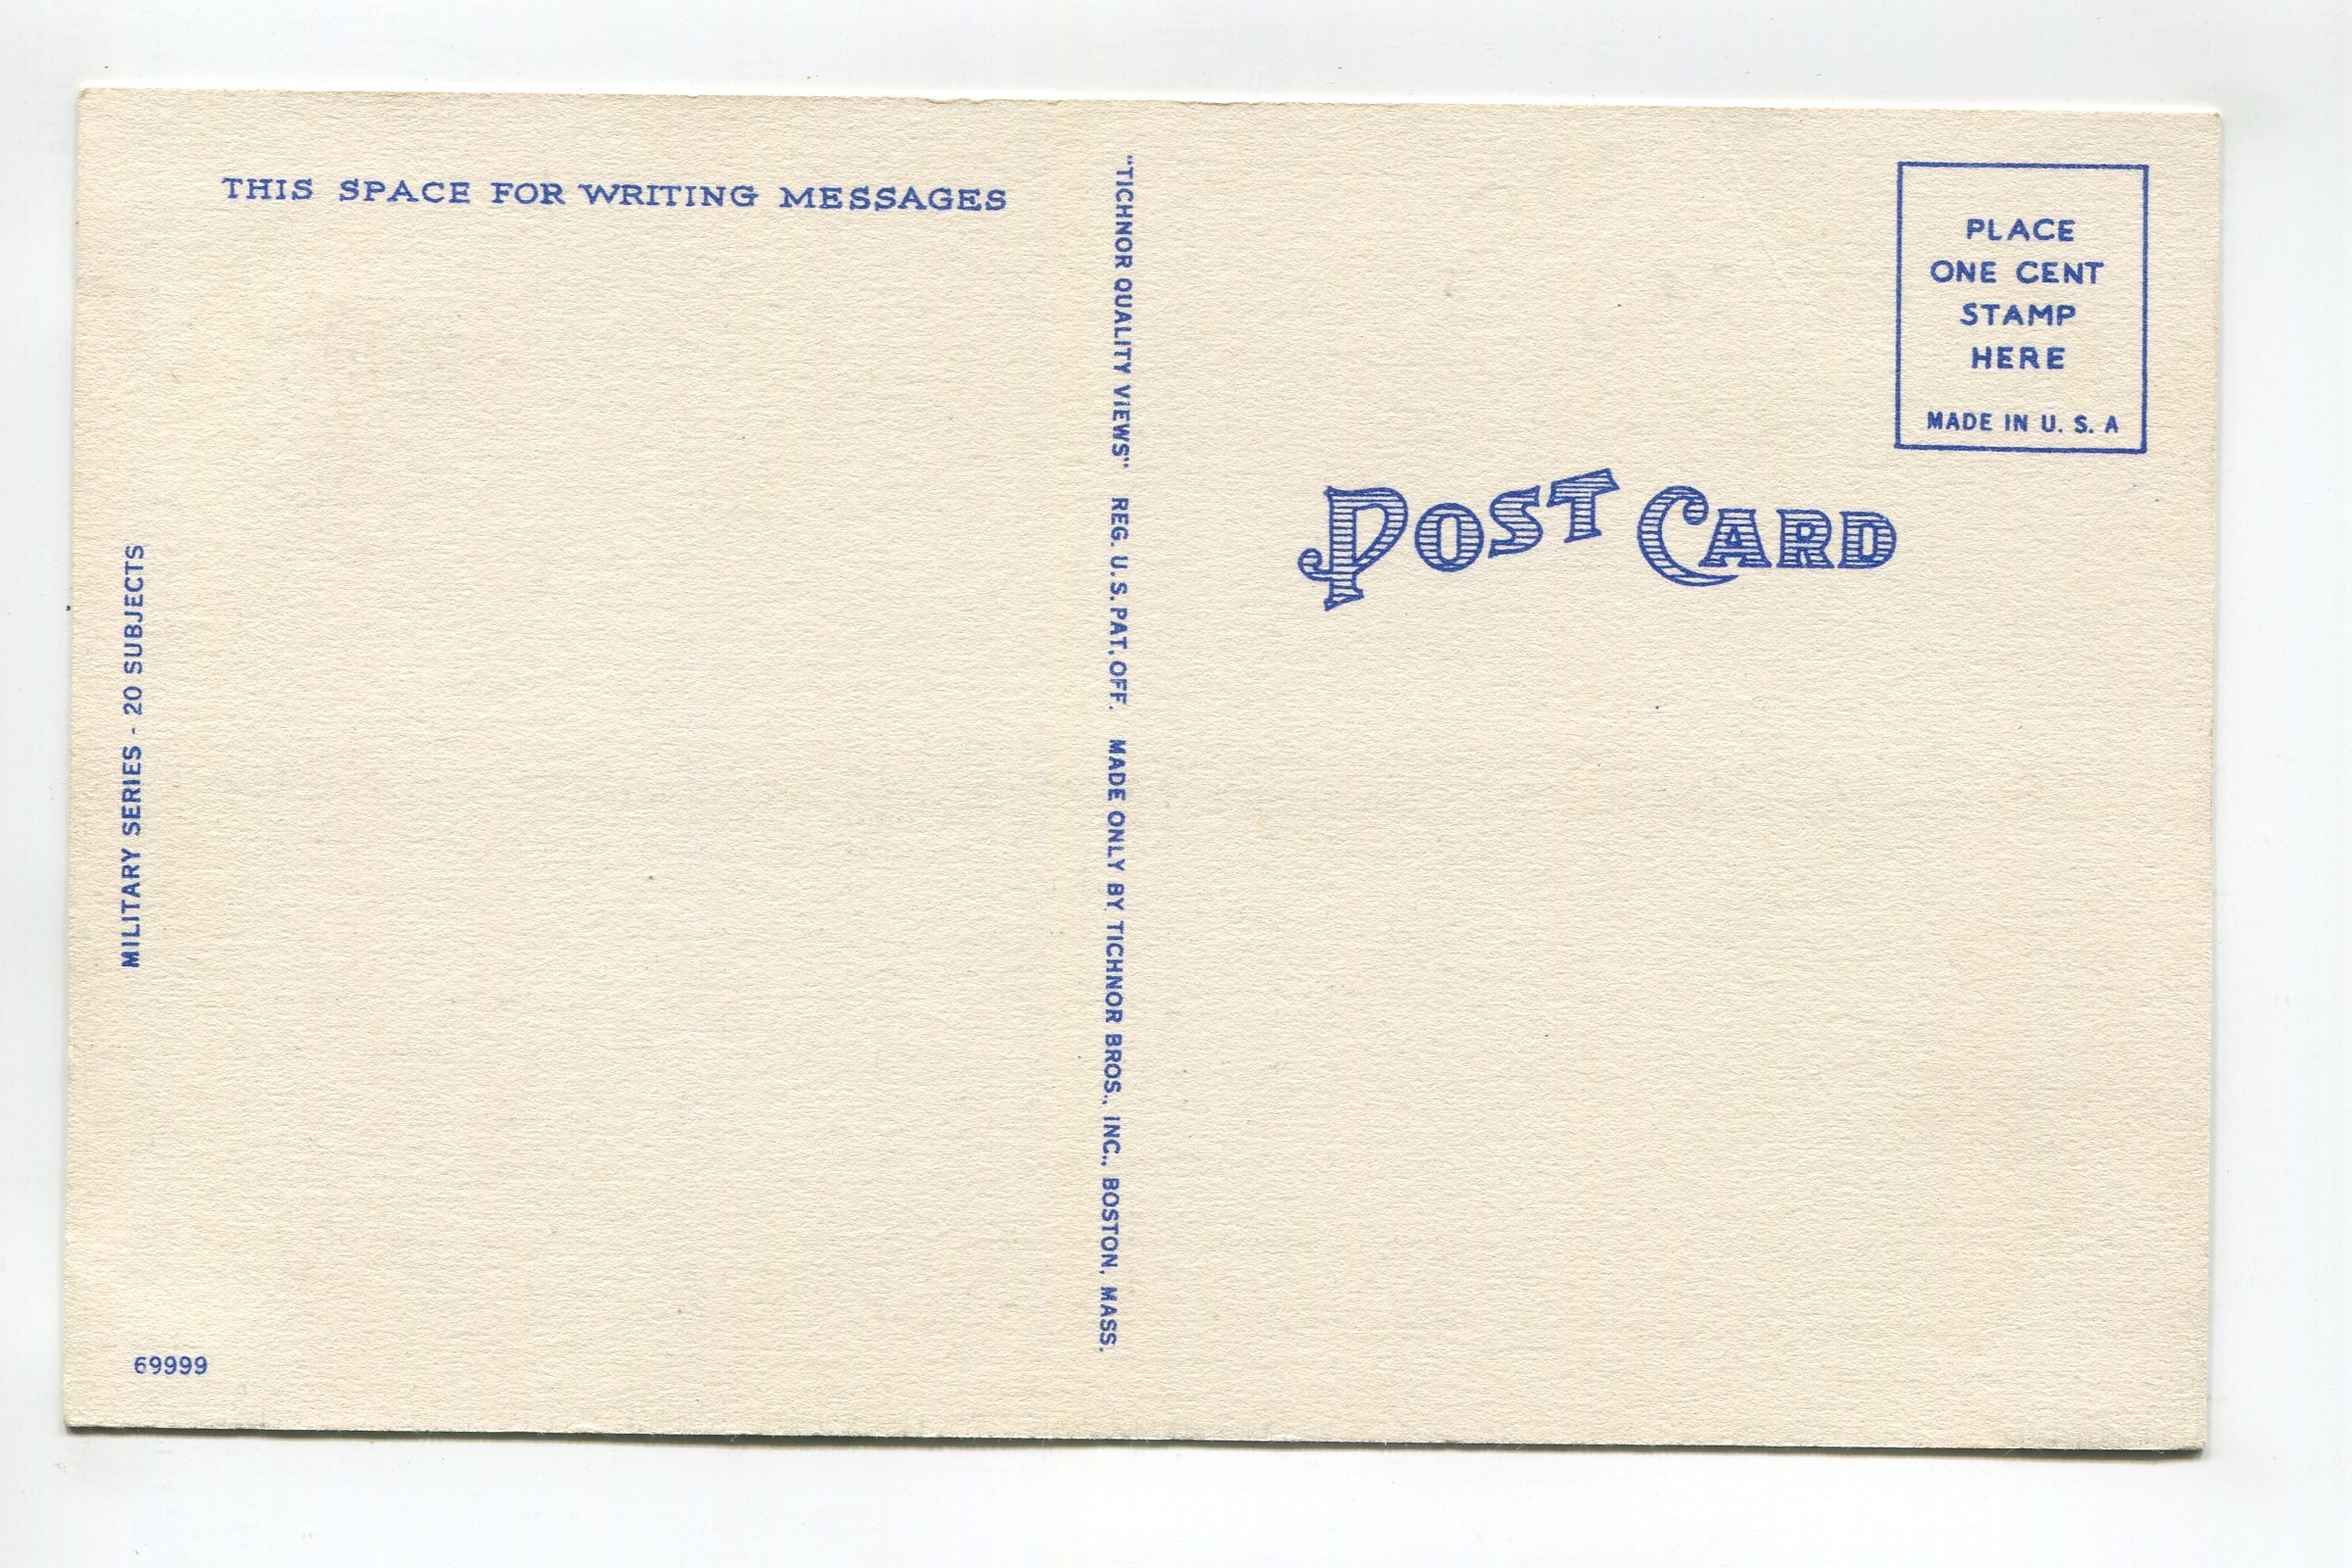 THIS SPACE FOR WRITING MESSAGES
MILITARY SERIES - 20 SUBJECTS
69999
"TICHNOR QUALITY VIEWS" REG. U.S. PAT. OFF. MADE ONLY BY TICHNOR BROS., INC., BOSTON, MASS.
PLACE
ONE CENT
STAMP
HERE
MADE IN U. S. A
POST CARD